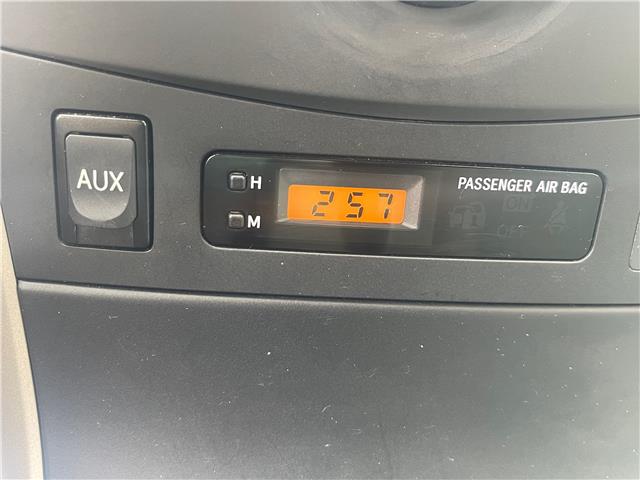 AUX
H
M
2 57
PASSENGER AIR BAG
ON
OFF